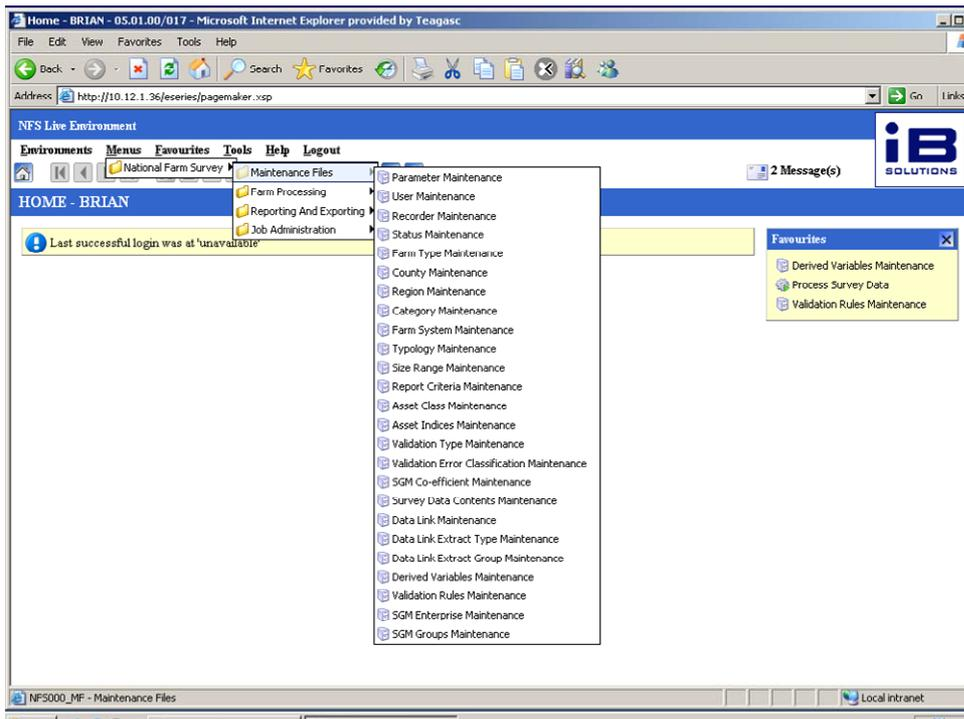 Home - BRIAN - 05.01.00/017 - Microsoft Internet Explorer provided by Teagasc
File Edit View Favorites Tools Help
Back Search Favorites
Address http://10.12.1.36/eseries/pagemaker.xsp Go Links
NFS Live Environment
Environments Menus Favourites Tools Help Logout
iB
SOLUTIONS
2 Message(s)
HOME - BRIAN
Last successful login was at 'unavailable'
National Farm Survey
Maintenance Files
Farm Processing
Reporting And Exporting
Job Administration
Parameter Maintenance
User Maintenance
Recorder Maintenance
Status Maintenance
Farm Type Maintenance
County Maintenance
Region Maintenance
Category Maintenance
Farm System Maintenance
Typology Maintenance
Size Range Maintenance
Report Criteria Maintenance
Asset Class Maintenance
Asset Indices Maintenance
Validation Type Maintenance
Validation Error Classification Maintenance
SGM Co-efficient Maintenance
Survey Data Contents Maintenance
Data Link Maintenance
Data Link Extract Type Maintenance
Data Link Extract Group Maintenance
Derived Variables Maintenance
Validation Rules Maintenance
SGM Enterprise Maintenance
SGM Groups Maintenance
Favourites
Derived Variables Maintenance
Process Survey Data
Validation Rules Maintenance
NFS000_MF - Maintenance Files
Local intranet